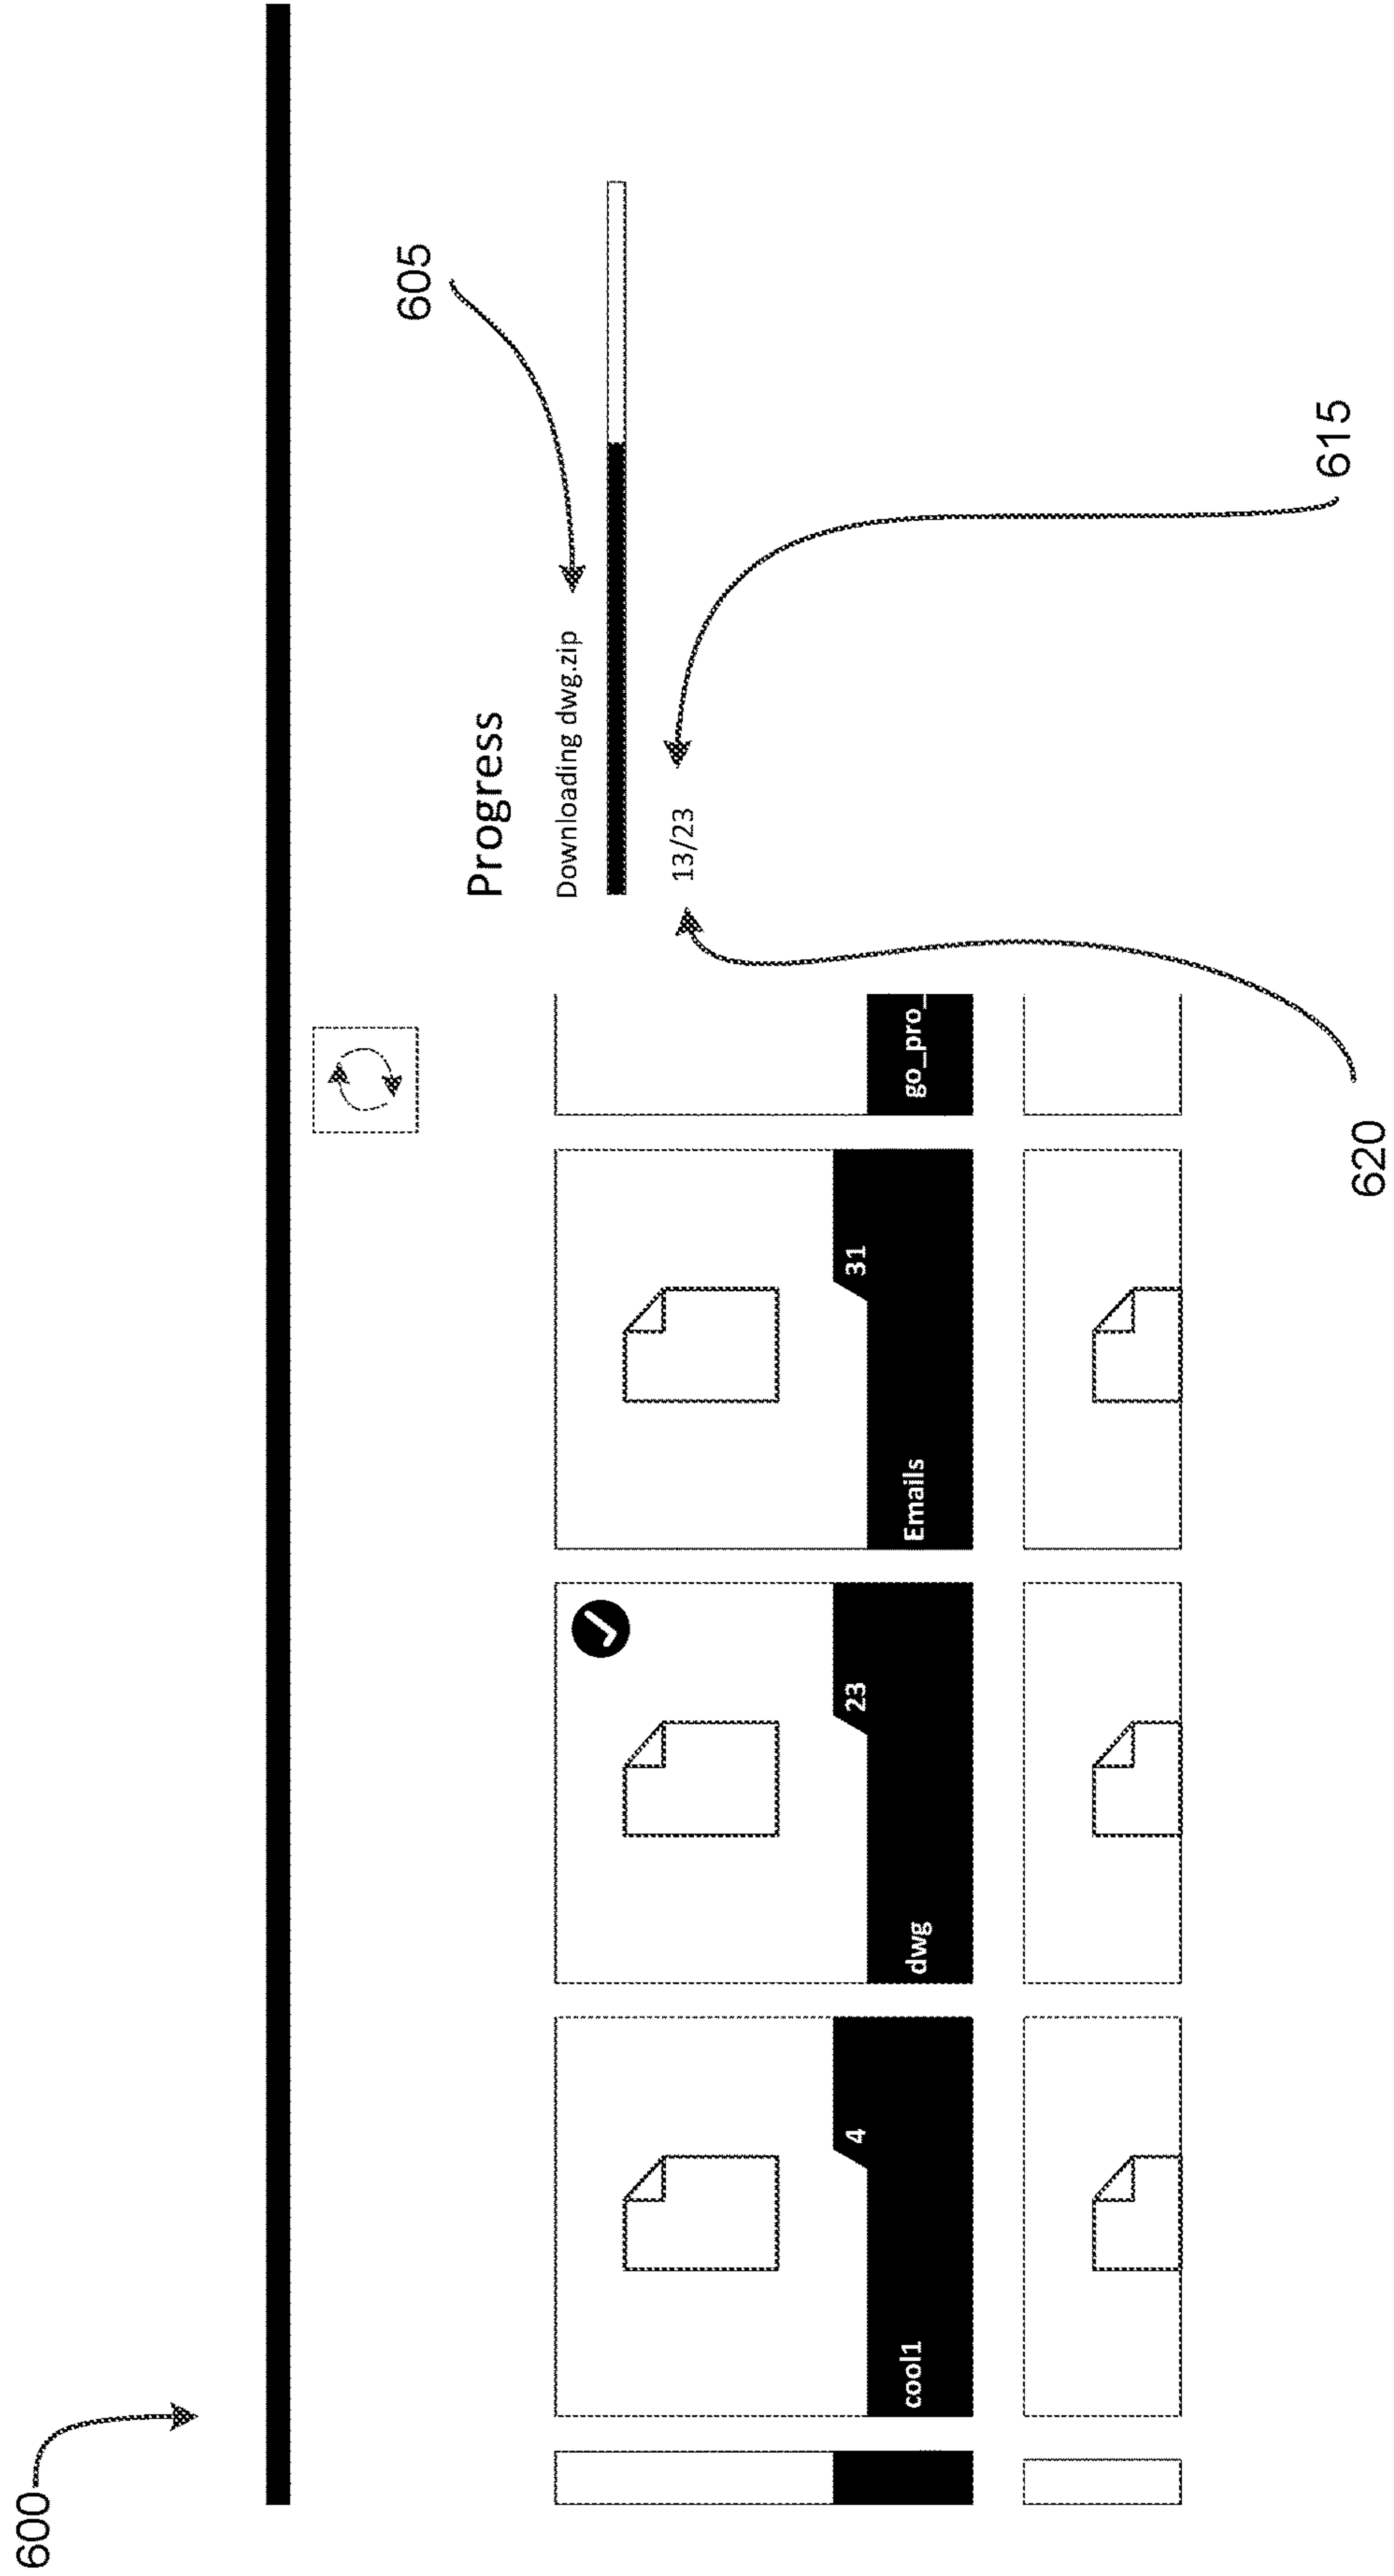 600
605
Progress
Downloading dwg.zip
13/23
615
620
4
cool1
23
dwg
31
Emails
go_pro_